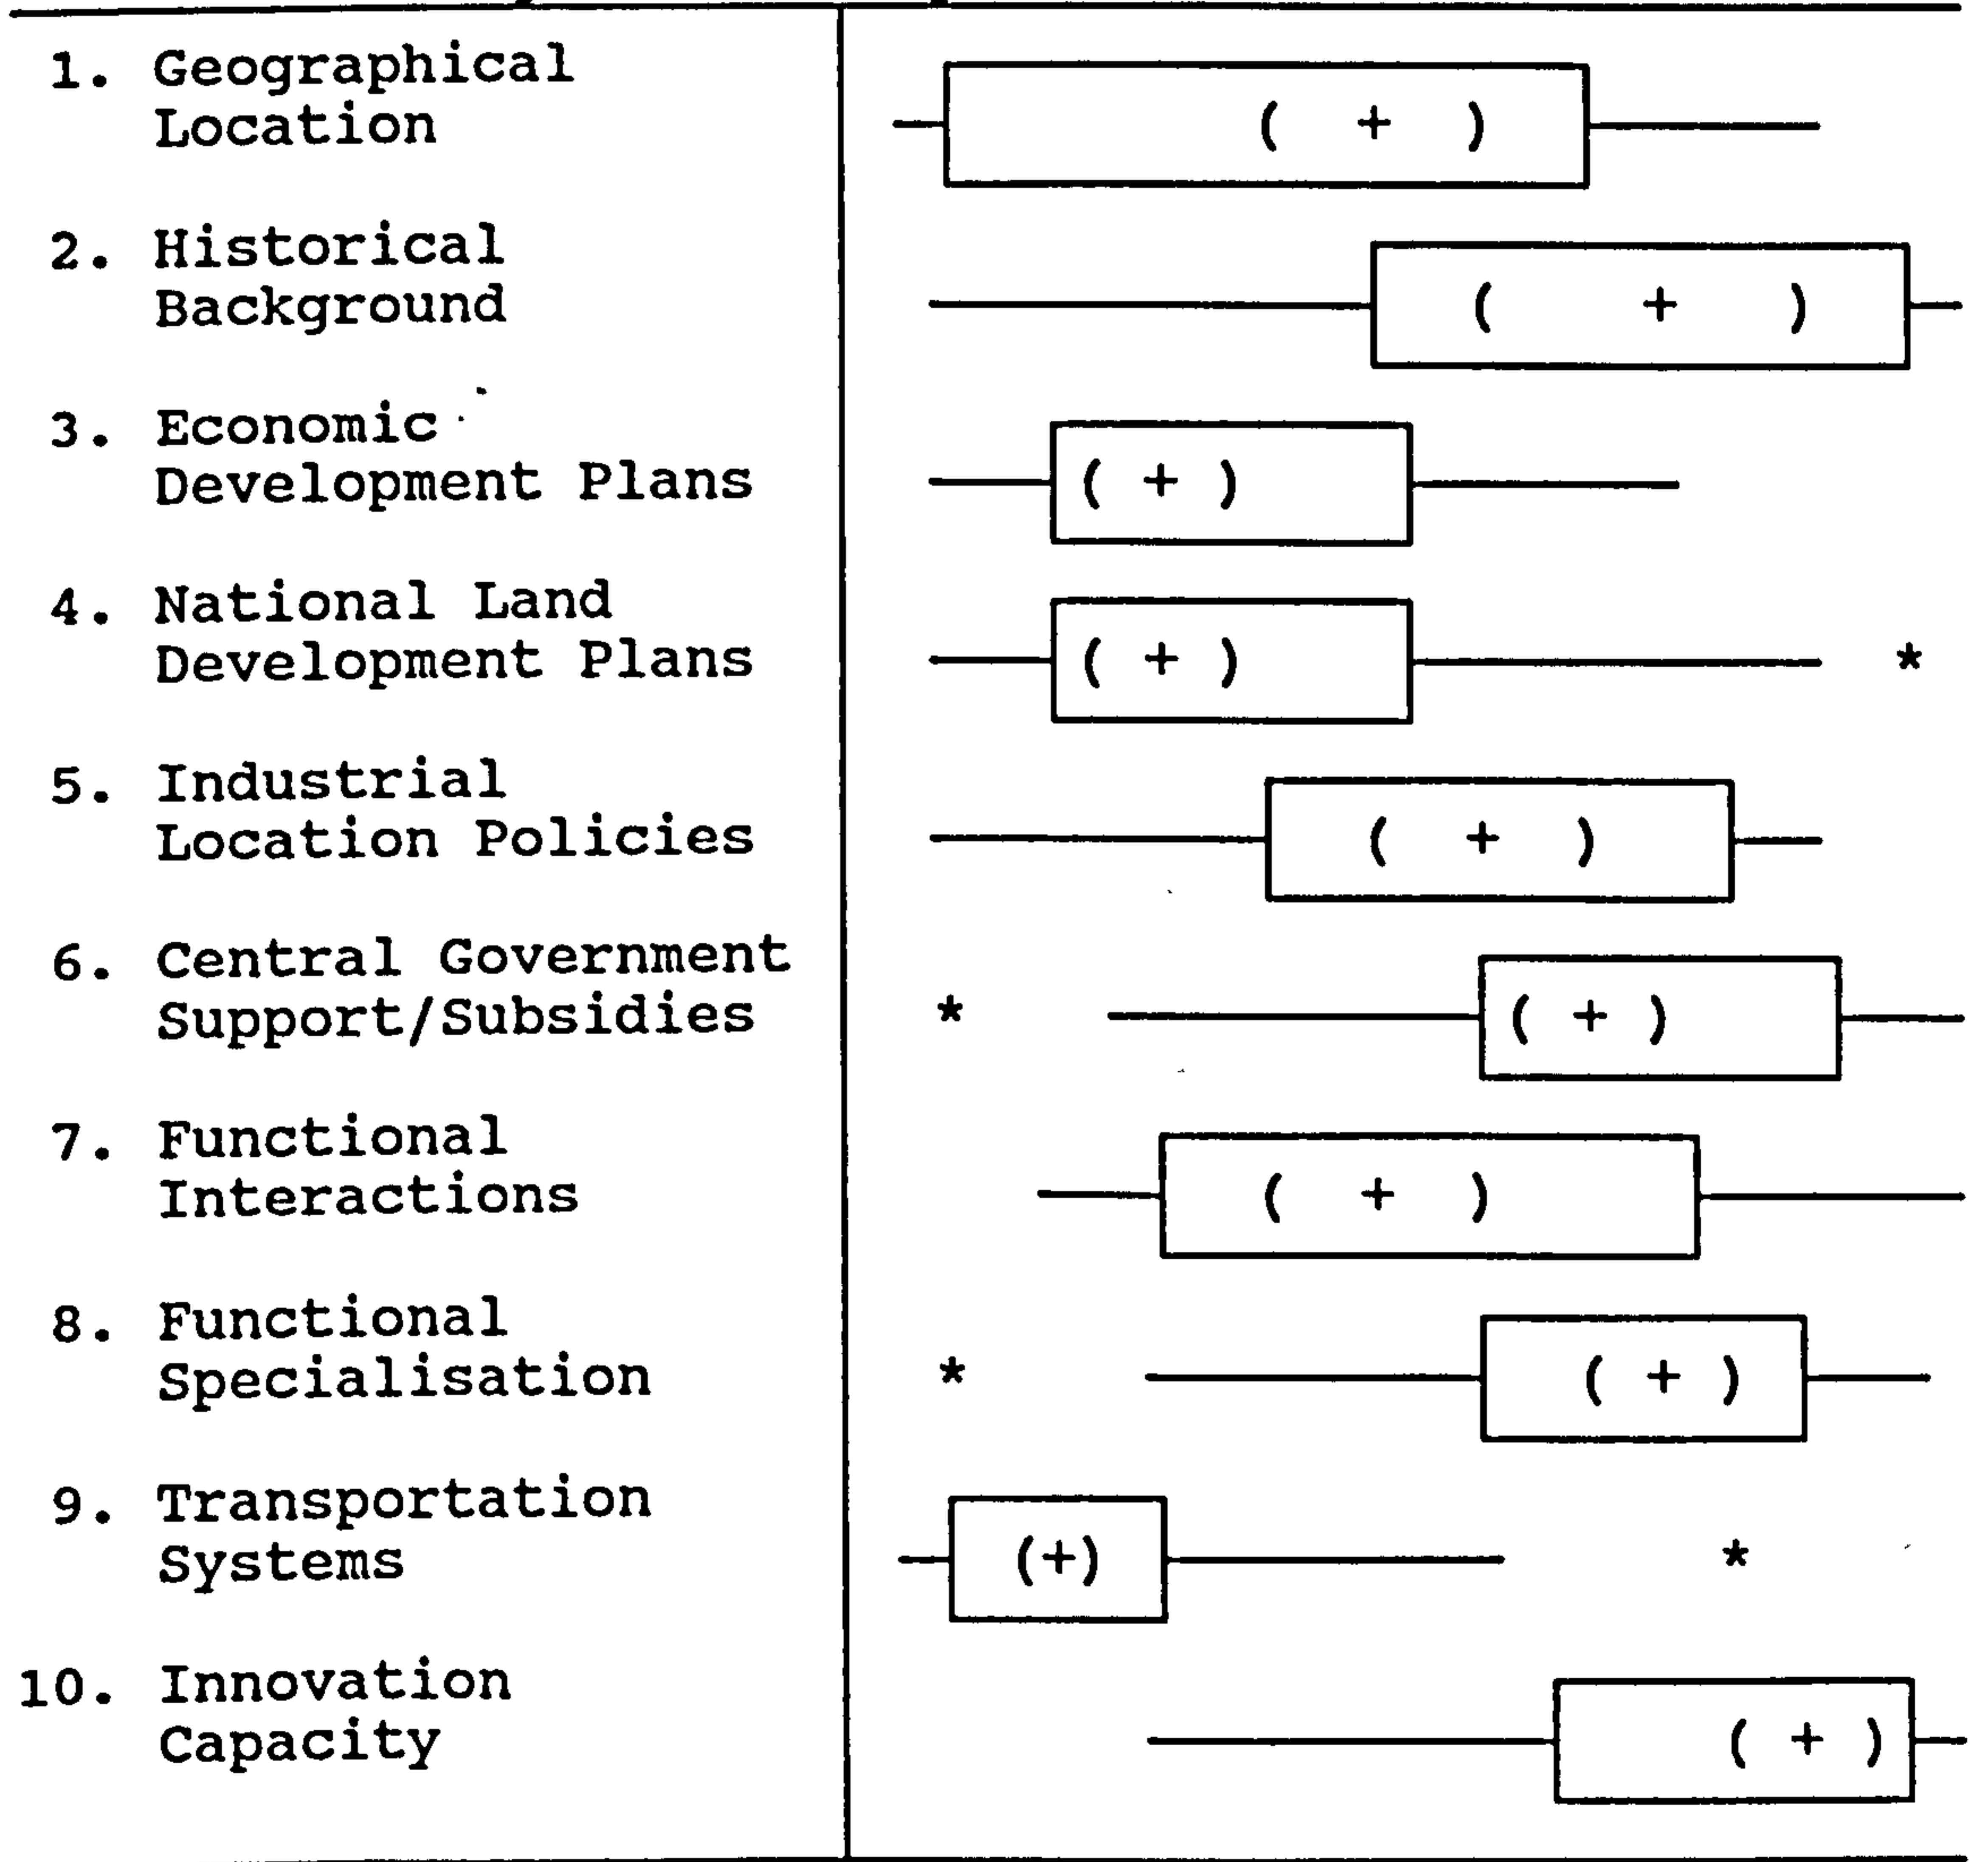 1. Geographical
Location
( + )
2. Historical
Background
( + )
3. Economic
Development Plans
( + )
4. National Land
Development Plans
( + ) *
5. Industrial
Location Policies
( + )
6. Central Government
Support/Subsidies
* ( + )
7. Functional
Interactions
( + )
8. Functional
Specialisation
* ( + )
9. Transportation
Systems
(+) *
10. Innovation
Capacity
( + )